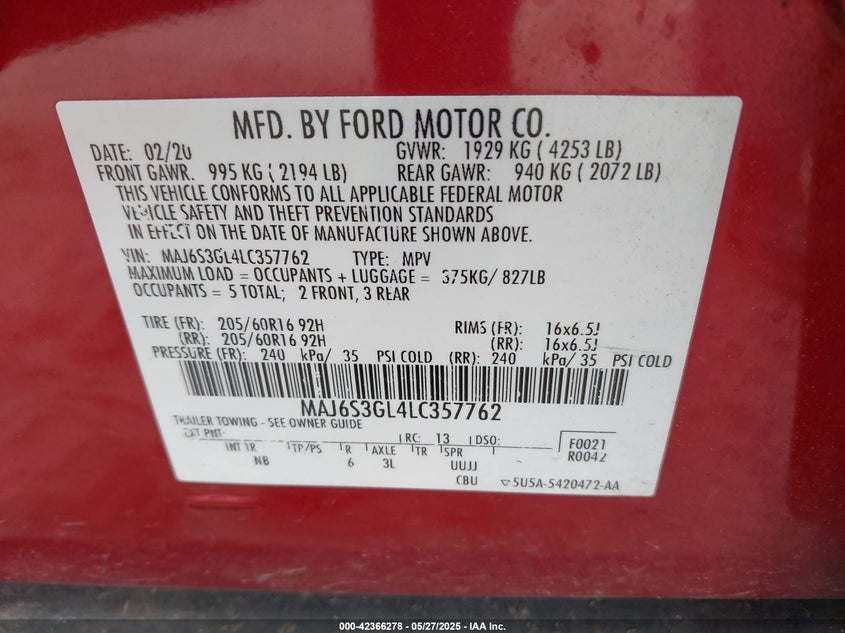 MFD. BY FORD MOTOR CO.
DATE: 02/20 GVWR: 1929 KG ( 4253 LB)
FRONT GAWR: 995 KG ( 2194 LB) REAR GAWR: 940 KG ( 2072 LB)
THIS VEHICLE CONFORMS TO ALL APPLICABLE FEDERAL MOTOR
VEHICLE SAFETY AND THEFT PREVENTION STANDARDS
IN EFFECT ON THE DATE OF MANUFACTURE SHOWN ABOVE.
VIN: MAJ6S3GL4LC357762 TYPE: MPV
MAXIMUM LOAD = OCCUPANTS + LUGGAGE = 375KG/ 827LB
OCCUPANTS = 5 TOTAL; 2 FRONT, 3 REAR
TIRE (FR): 205/60R16 92H RIMS (FR): 16x6.5J
(RR): 205/60R16 92H (RR): 16x6.5J
PRESSURE (FR): 240 kPa/ 35 PSI COLD (RR): 240 kPa/ 35 PSI COLD
MAJ6S3GL4LC357762
TRAILER TOWING - SEE OWNER GUIDE
EXT PNT: RC: 13 DSO: F0021
R0042
INT TR TP/PS R AXLE TR SPR
NB 6 3L UUJJ
CBU 5U5A-5420472-AA
000-42366278 - 05/27/2025 - IAA Inc.